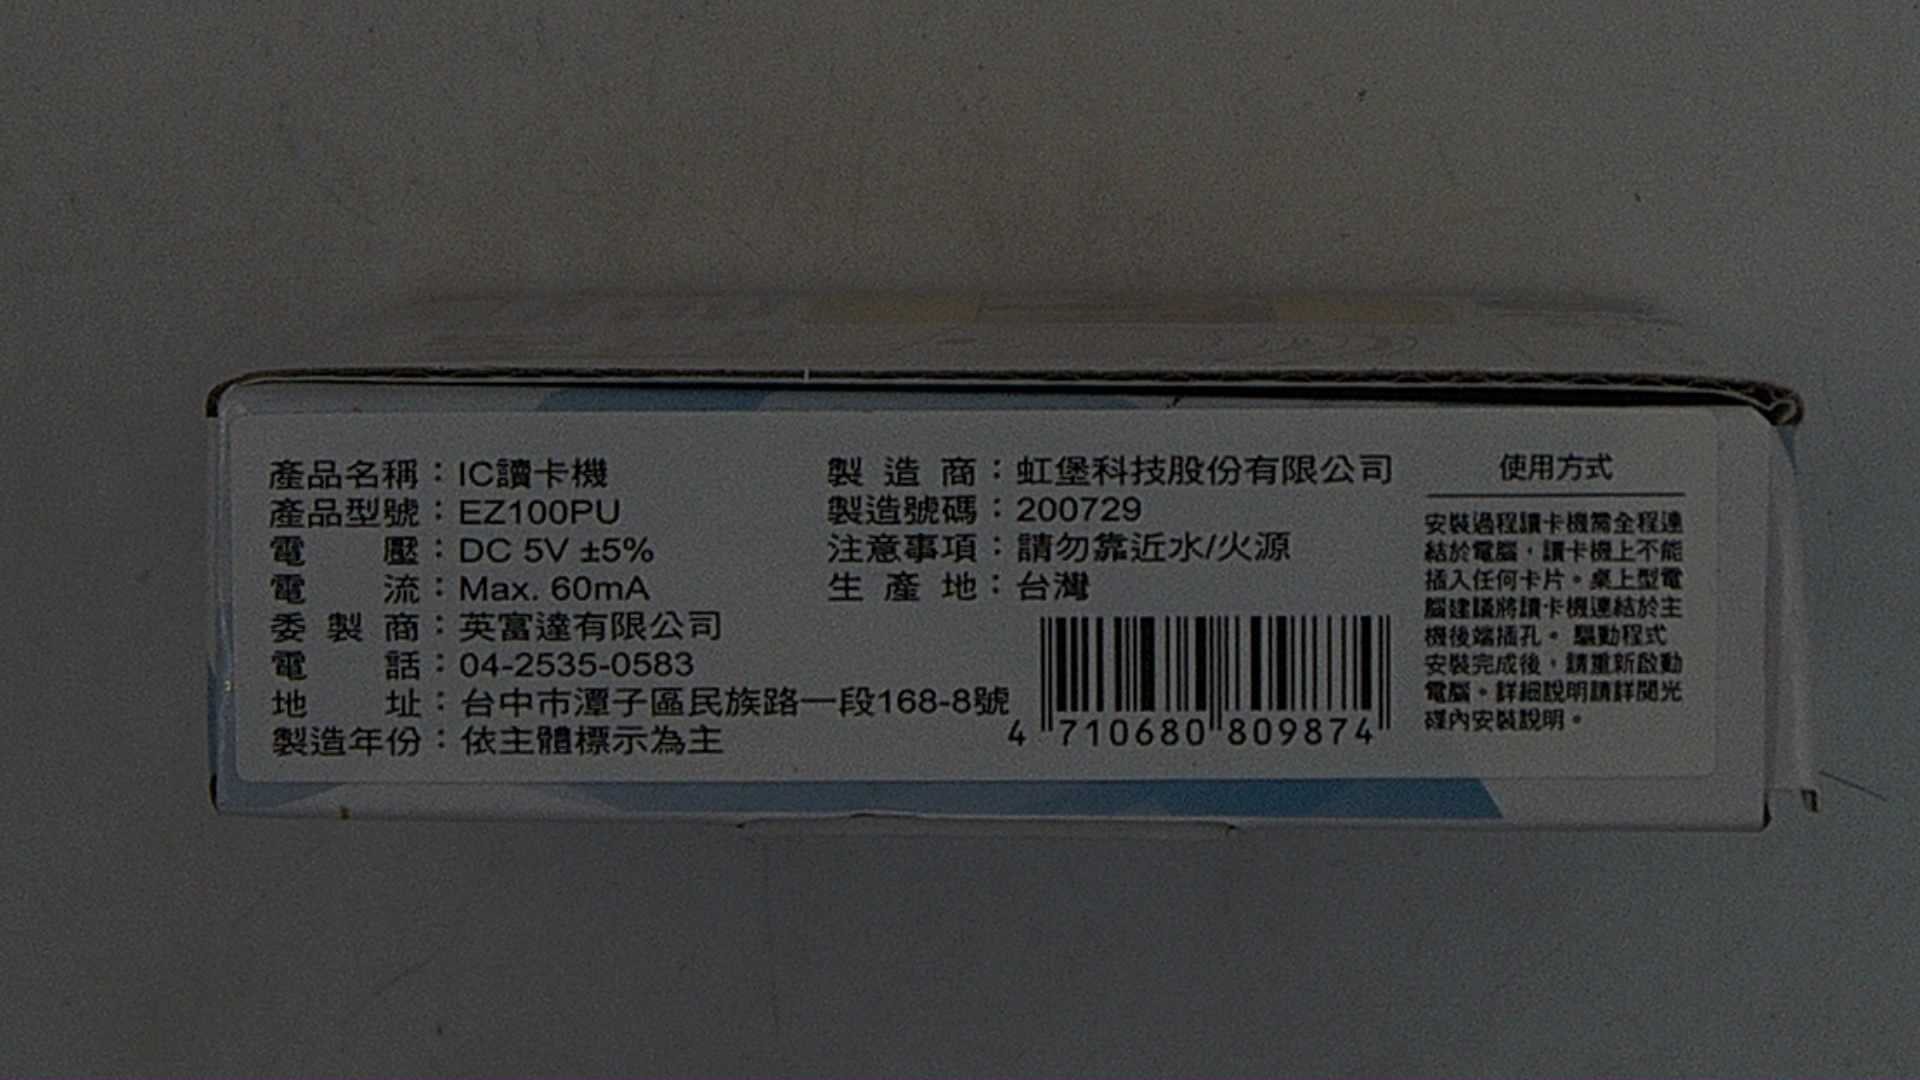 產品名稱：IC讀卡機
產品型號：EZ100PU
電壓：DC 5V ±5%
電流：Max. 60mA
委製商：英富達有限公司
電話：04-2535-0583
地址：台中市潭子區民族路一段168-8號
製造年份：依主體標示為主
製造商：虹堡科技股份有限公司
製造號碼：200729
注意事項：請勿靠近水/火源
生產地：台灣
4 710680 809874
使用方式
安裝過程讀卡機需全程連
結於電腦，讀卡機上不能
插入任何卡片。桌上型電
腦建議將讀卡機連結於主
機後端插孔。驅動程式
安裝完成後，請重新啟動
電腦。詳細說明請詳閱光
碟內安裝說明。